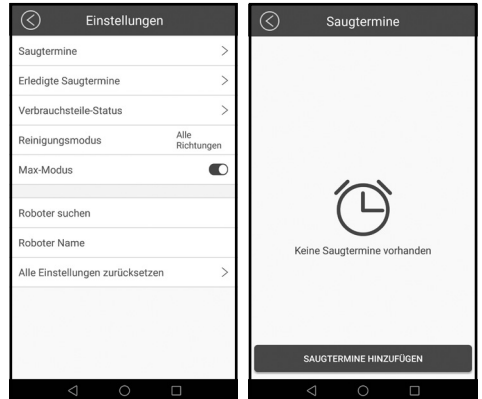 Einstellungen
Saugtermine
Erledigte Saugtermine
Verbrauchsteile-Status
Reinigungsmodus
Alle
Richtungen
Max-Modus
Roboter suchen
Roboter Name
Alle Einstellungen zurücksetzen
Saugtermine
Keine Saugtermine vorhanden
SAUGTERMINE HINZUFÜGEN